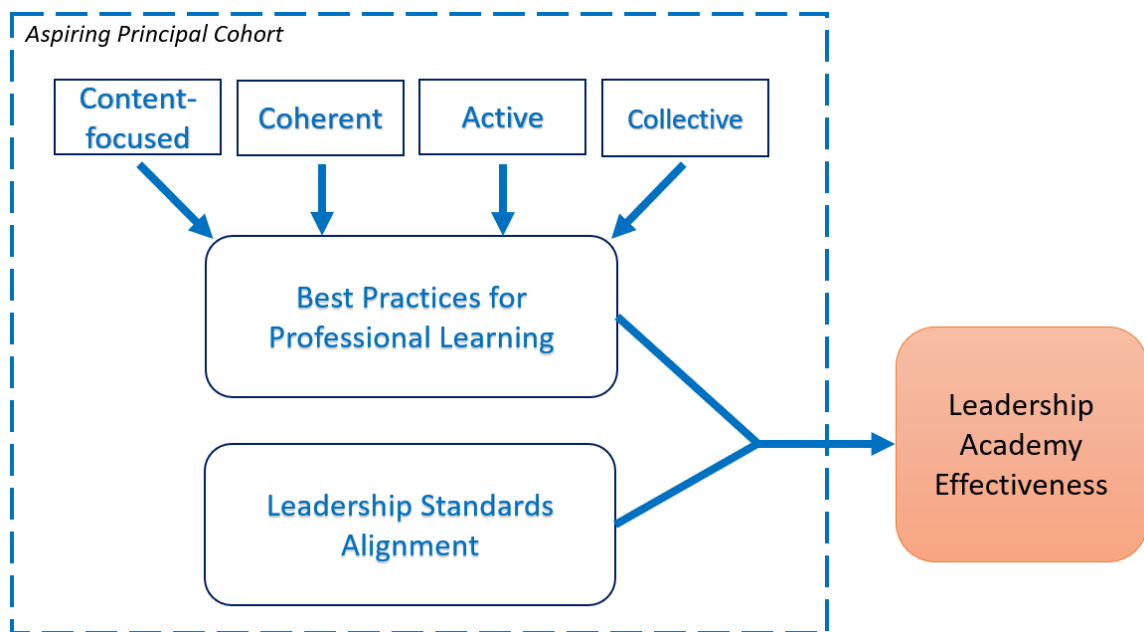 Aspiring Principal Cohort
Content-
focused
Coherent
Active
Collective
Best Practices for
Professional Learning
Leadership Standards
Alignment
Leadership
Academy
Effectiveness